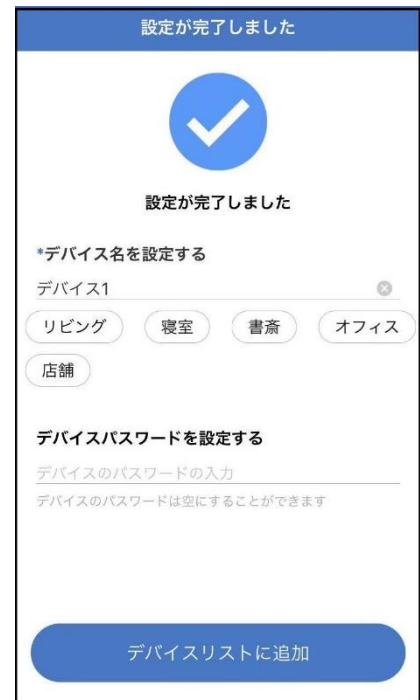 設定が完了しました
設定が完了しました
*デバイス名を設定する
デバイス1
リビング 寝室 書斎 オフィス
店舗
デバイスパスワードを設定する
デバイスのパスワードの入力
デバイスのパスワードは空にすることができます
デバイスリストに追加